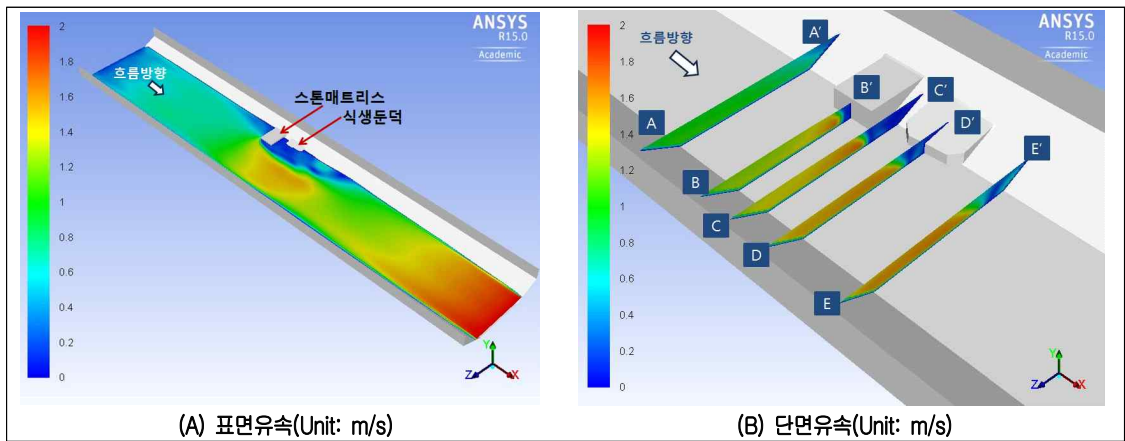 ANSYS
R15.0
Academic
2
1.8
1.6
1.4
1.2
1
0.8
0.6
0.4
0.2
0
흐름방향
스톤매트리스
식생둔덕
Y
Z
X
(A) 표면유속(Unit: m/s)
ANSYS
R15.0
Academic
2
1.8
1.6
1.4
1.2
1
0.8
0.6
0.4
0.2
0
흐름방향
A'
B'
C'
D'
E'
A
B
C
D
E
Y
Z
X
(B) 단면유속(Unit: m/s)